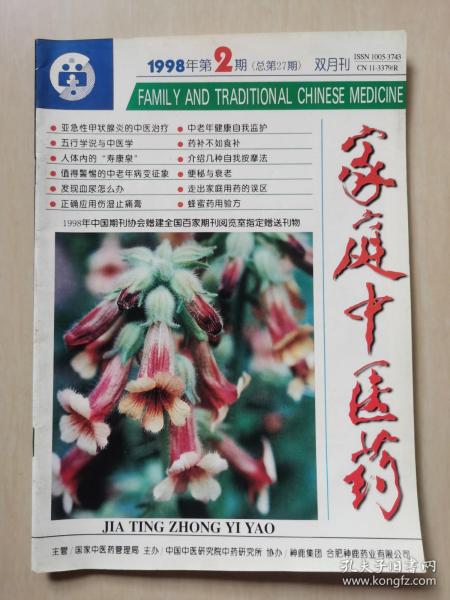 1998年第2期(总第27期) 双月刊
ISSN 1005-3743
CN 11-3379/R
FAMILY AND TRADITIONAL CHINESE MEDICINE
• 亚急性甲状腺炎的中医治疗
• 五行学说与中医学
• 人体内的“寿康泉”
• 值得警惕的中老年病变征象
• 发现血尿怎么办
• 正确应用伤湿止痛膏
• 中老年健康自我监护
• 药补不如食补
• 介绍几种自我按摩法
• 便秘与衰老
• 走出家庭用药的误区
• 蜂蜜药用验方
1998年中国期刊协会赠建全国百家期刊阅览室指定赠送刊物
家庭中医药
JIA TING ZHONG YI YAO
主管/国家中医药管理局 主办/中国中医研究院中药研究所 协办/神鹿集团 合肥神鹿药业有限公司
孔夫子旧书网
book.kongfz.com